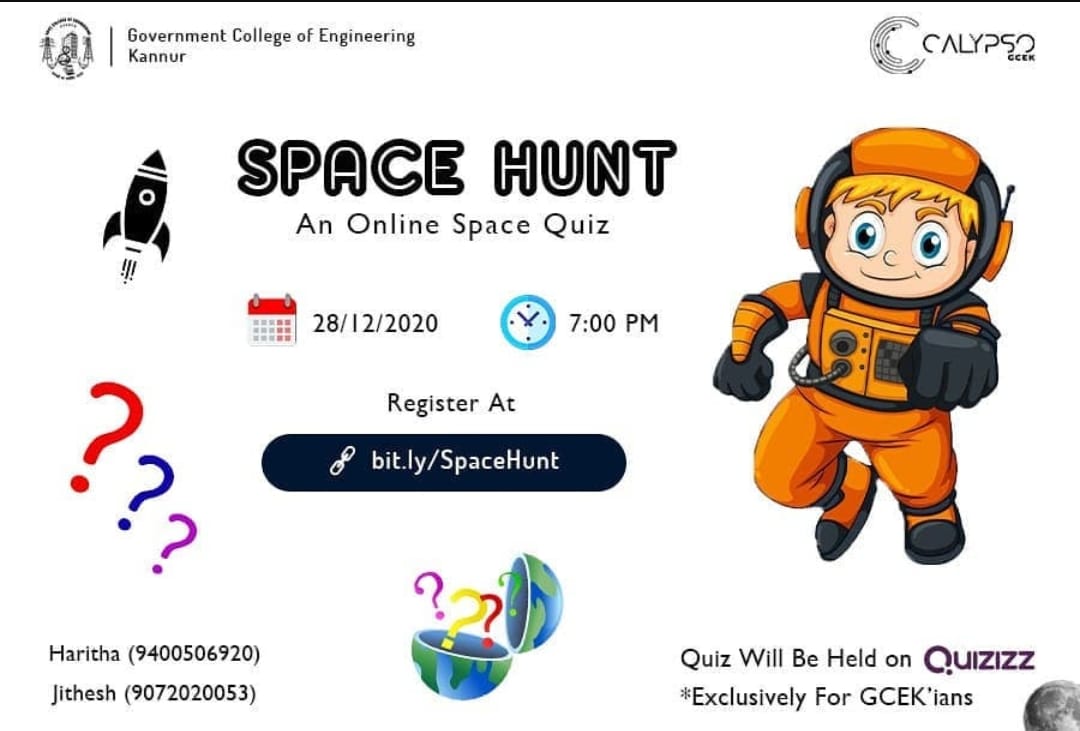 Government College of Engineering
Kannur
CALYPSO
GCEK
SPACE HUNT
An Online Space Quiz
28/12/2020
7:00 PM
Register At
bit.ly/SpaceHunt
Haritha (9400506920)
Jithesh (9072020053)
Quiz Will Be Held on QUIZIZZ
*Exclusively For GCEK'ians